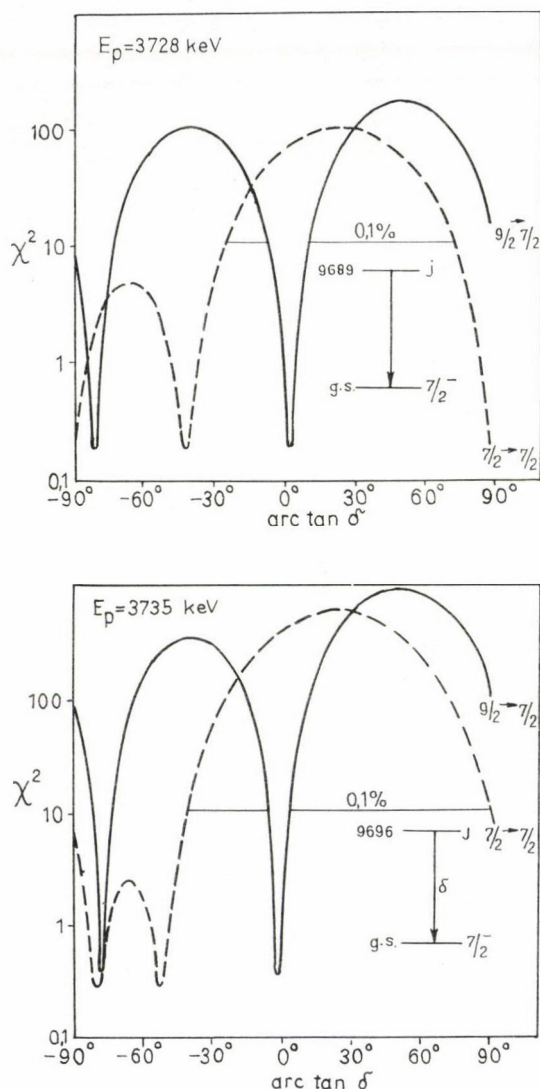 E_p=3728 keV
100
10
1
0,1
χ²
0,1%
9689 j
g.s. 7/2⁻
9/2→7/2
7/2→7/2
-90° -60° -30° 0° 30° 60° 90°
arc tan δ
E_p=3735 keV
100
10
1
0,1
χ²
0,1%
9696 J
δ
g.s. 7/2⁻
9/2→7/2
7/2→7/2
-90° -60° -30° 0° 30° 60° 90°
arc tan δ